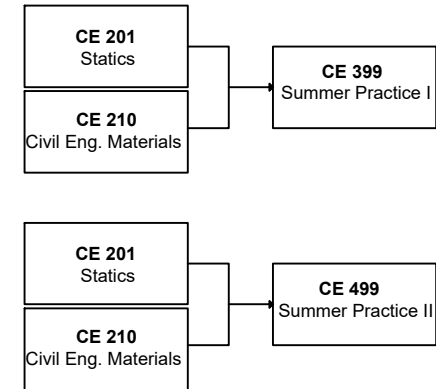 CE 201
Statics
CE 210
Civil Eng. Materials
CE 399
Summer Practice I
CE 201
Statics
CE 210
Civil Eng. Materials
CE 499
Summer Practice II